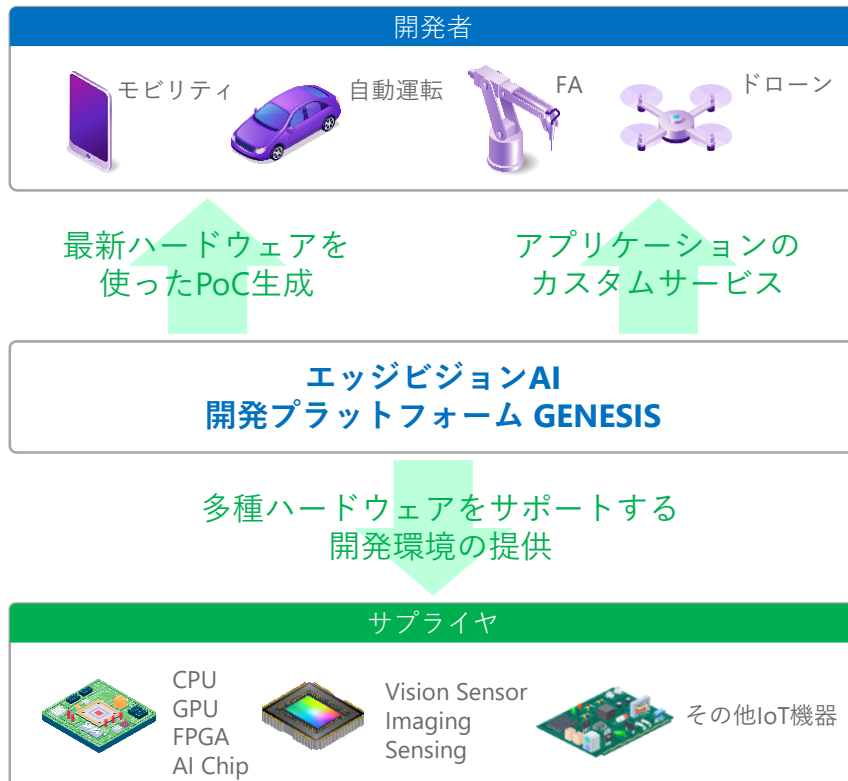 開発者
モビリティ
自動運転
FA
ドローン
最新ハードウェアを
使ったPoC生成
アプリケーションの
カスタムサービス
エッジビジョンAI
開発プラットフォーム GENESIS
多種ハードウェアをサポートする
開発環境の提供
サプライヤ
CPU
GPU
FPGA
AI Chip
Vision Sensor
Imaging
Sensing
その他IoT機器